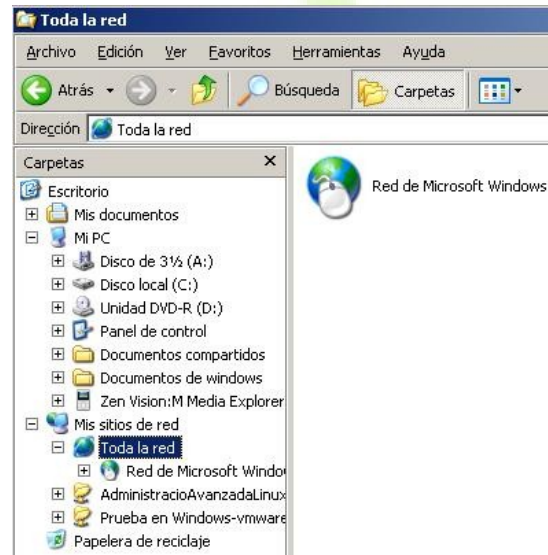 Toda la red
Archivo Edición Ver Favoritos Herramientas Ayuda
Atrás Búsqueda Carpetas
Dirección Toda la red
Carpetas
Escritorio
Mis documentos
Mi PC
Disco de 3½ (A:)
Disco local (C:)
Unidad DVD-R (D:)
Panel de control
Documentos compartidos
Documentos de windows
Zen Vision:M Media Explorer
Mis sitios de red
Toda la red
Red de Microsoft Windo
AdministracioAvanzadaLinux
Prueba en Windows-vmware
Papelera de reciclaje
Red de Microsoft Windows